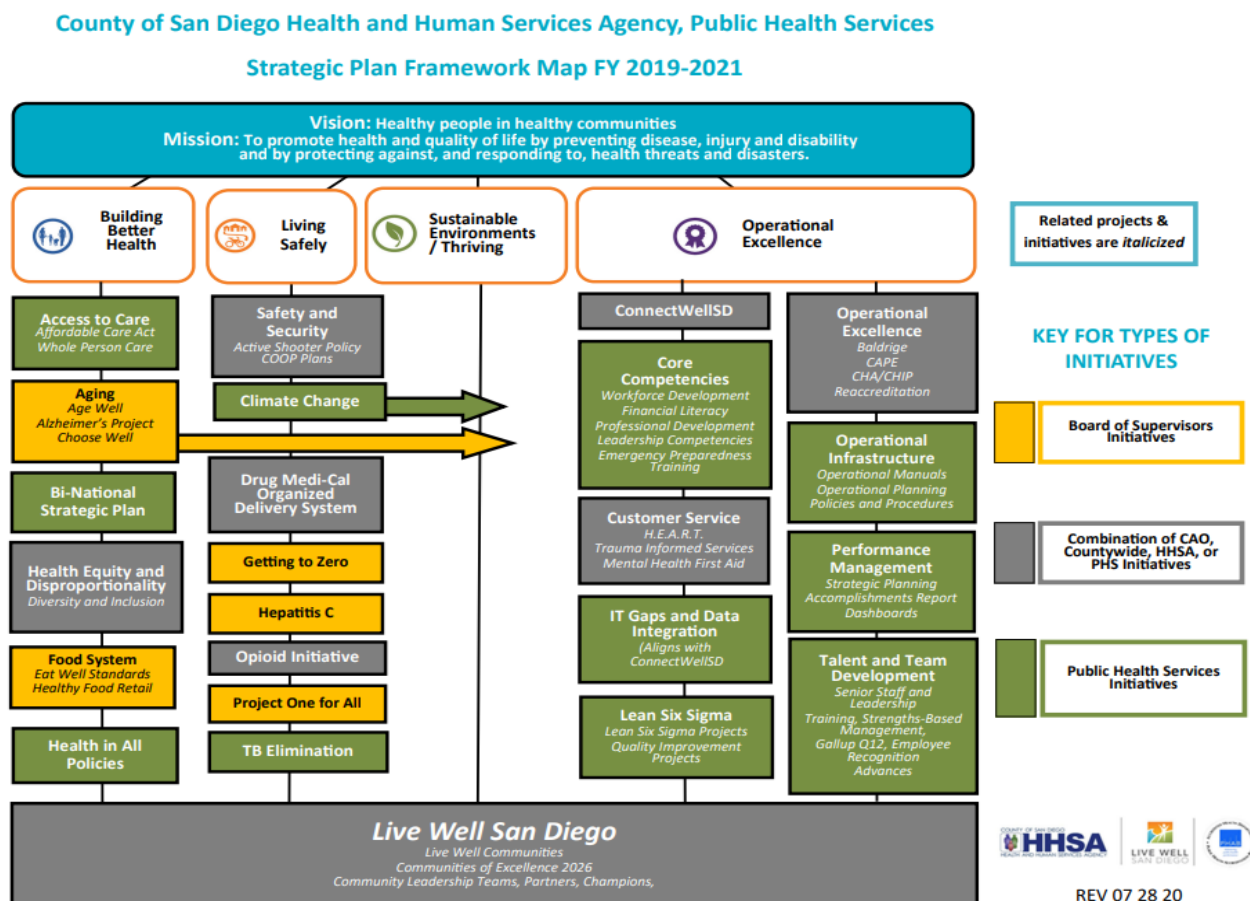 County of San Diego Health and Human Services Agency, Public Health Services
Strategic Plan Framework Map FY 2019-2021
Vision: Healthy people in healthy communities
Mission: To promote health and quality of life by preventing disease, injury and disability
and by protecting against, and responding to, health threats and disasters.
Building
Better
Health
Living
Safely
Sustainable
Environments
/ Thriving
Operational
Excellence
Related projects &
initiatives are italicized
Access to Care
Affordable Care Act
Whole Person Care
Aging
Age Well
Alzheimer's Project
Choose Well
Bi-National
Strategic Plan
Health Equity and
Disproportionality
Diversity and Inclusion
Food System
Eat Well Standards
Healthy Food Retail
Health in All
Policies
Safety and
Security
Active Shooter Policy
COOP Plans
Climate Change
Drug Medi-Cal
Organized
Delivery System
Getting to Zero
Hepatitis C
Opioid Initiative
Project One for All
TB Elimination
ConnectWellSD
Core
Competencies
Workforce Development
Financial Literacy
Professional Development
Leadership Competencies
Emergency Preparedness
Training
Customer Service
H.E.A.R.T.
Trauma Informed Services
Mental Health First Aid
IT Gaps and Data
Integration
(Aligns with
ConnectWellSD
Lean Six Sigma
Lean Six Sigma Projects
Quality Improvement
Projects
Operational
Excellence
Baldrige
CAPE
CHA/CHIP
Reaccreditation
Operational
Infrastructure
Operational Manuals
Operational Planning
Policies and Procedures
Performance
Management
Strategic Planning
Accomplishments Report
Dashboards
Talent and Team
Development
Senior Staff and
Leadership
Training, Strengths-Based
Management,
Gallup Q12, Employee
Recognition
Advances
KEY FOR TYPES OF
INITIATIVES
Board of Supervisors
Initiatives
Combination of CAO,
Countywide, HHSA, or
PHS Initiatives
Public Health Services
Initiatives
Live Well San Diego
Live Well Communities
Communities of Excellence 2026
Community Leadership Teams, Partners, Champions,
COUNTY OF SAN DIEGO
HHSA
HEALTH AND HUMAN SERVICES AGENCY
LIVE WELL
SAN DIEGO
PHAB
REV 07 28 20